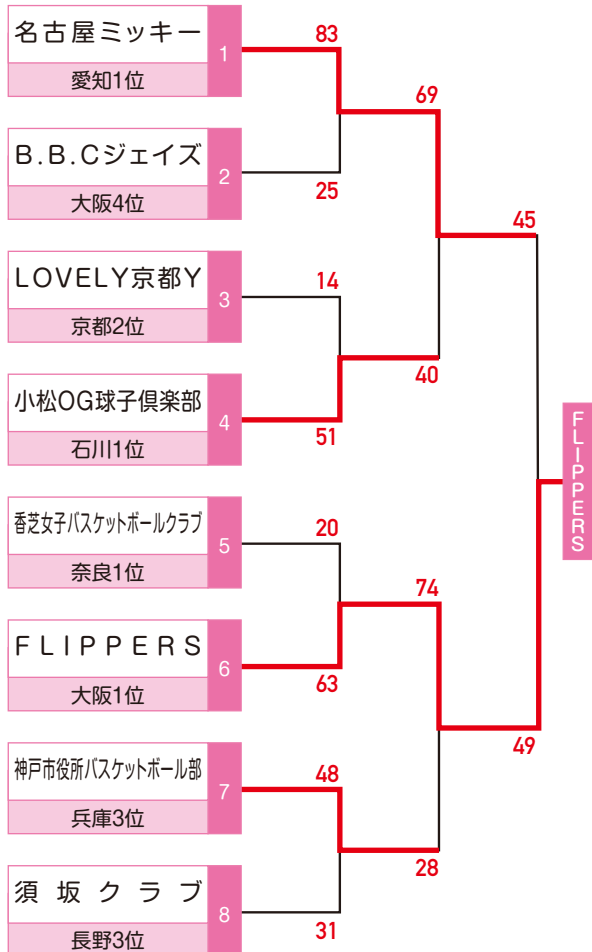 名古屋ミッキー
愛知1位
1
B.B.Cジェイズ
大阪4位
2
LOVELY京都Y
京都2位
3
小松OG球子倶楽部
石川1位
4
香芝女子バスケットボールクラブ
奈良1位
5
FLIPPERS
大阪1位
6
神戸市役所バスケットボール部
兵庫3位
7
須坂クラブ
長野3位
8
83
25
14
51
20
63
48
31
69
40
74
28
45
49
FLIPPERS